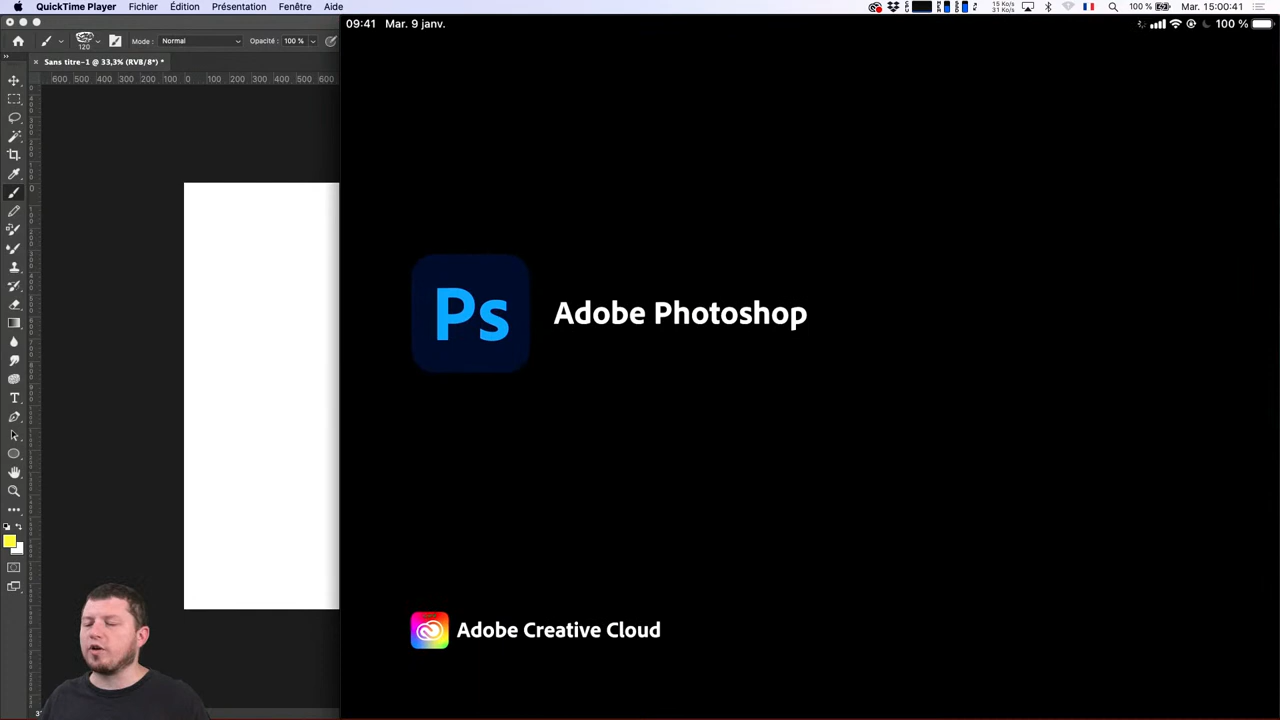 QuickTime Player Fichier Édition Présentation Fenêtre Aide 100 % Mar. 15:00:41
09:41 Mar. 9 janv. 100 %
120 Mode : Normal Opacité : 100 %
× Sans titre-1 @ 33,3% (RVB/8*) *
600 500 400 300 200 100 0 100 200 300 400 500 600
Ps Adobe Photoshop
Adobe Creative Cloud